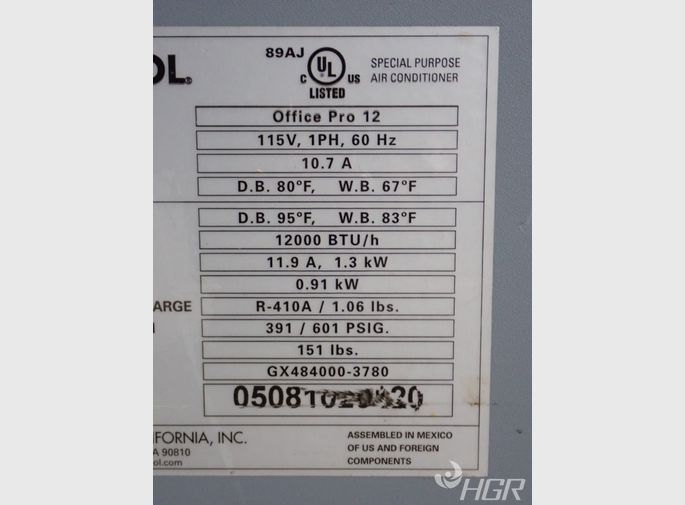 89AJ
UL
C US
LISTED
SPECIAL PURPOSE
AIR CONDITIONER
OL®
Office Pro 12
115V, 1PH, 60 Hz
10.7 A
D.B. 80°F, W.B. 67°F
D.B. 95°F, W.B. 83°F
12000 BTU/h
11.9 A, 1.3 kW
0.91 kW
ARGE R-410A / 1.06 lbs.
391 / 601 PSIG.
151 lbs.
GX484000-3780
IFORNIA, INC.
A 90810
ol.com
ASSEMBLED IN MEXICO
OF US AND FOREIGN
COMPONENTS
HGR